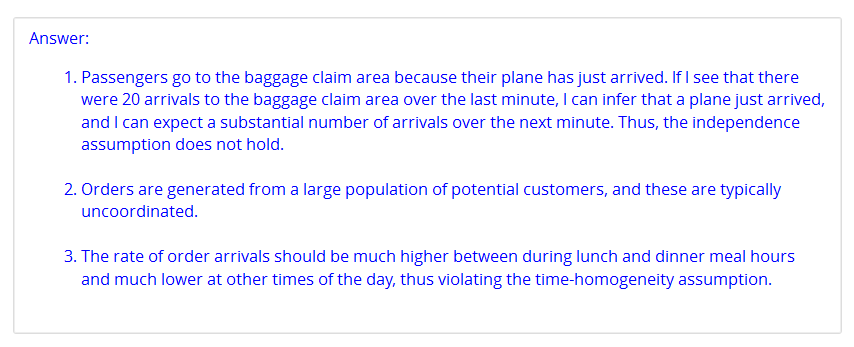 Answer:
1. Passengers go to the baggage claim area because their plane has just arrived. If I see that there
were 20 arrivals to the baggage claim area over the last minute, I can infer that a plane just arrived,
and I can expect a substantial number of arrivals over the next minute. Thus, the independence
assumption does not hold.
2. Orders are generated from a large population of potential customers, and these are typically
uncoordinated.
3. The rate of order arrivals should be much higher between during lunch and dinner meal hours
and much lower at other times of the day, thus violating the time-homogeneity assumption.